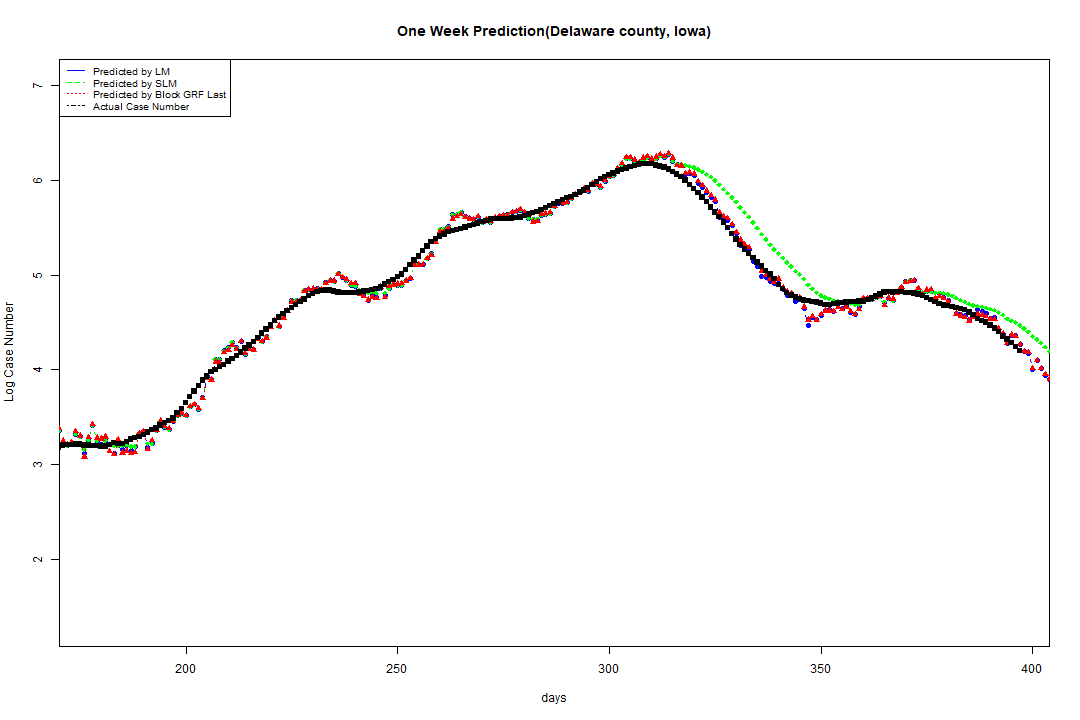 One Week Prediction(Delaware county, Iowa)
Predicted by LM
Predicted by SLM
Predicted by Block GRF Last
Actual Case Number
7
6
5
4
3
2
Log Case Number
200 250 300 350 400
days